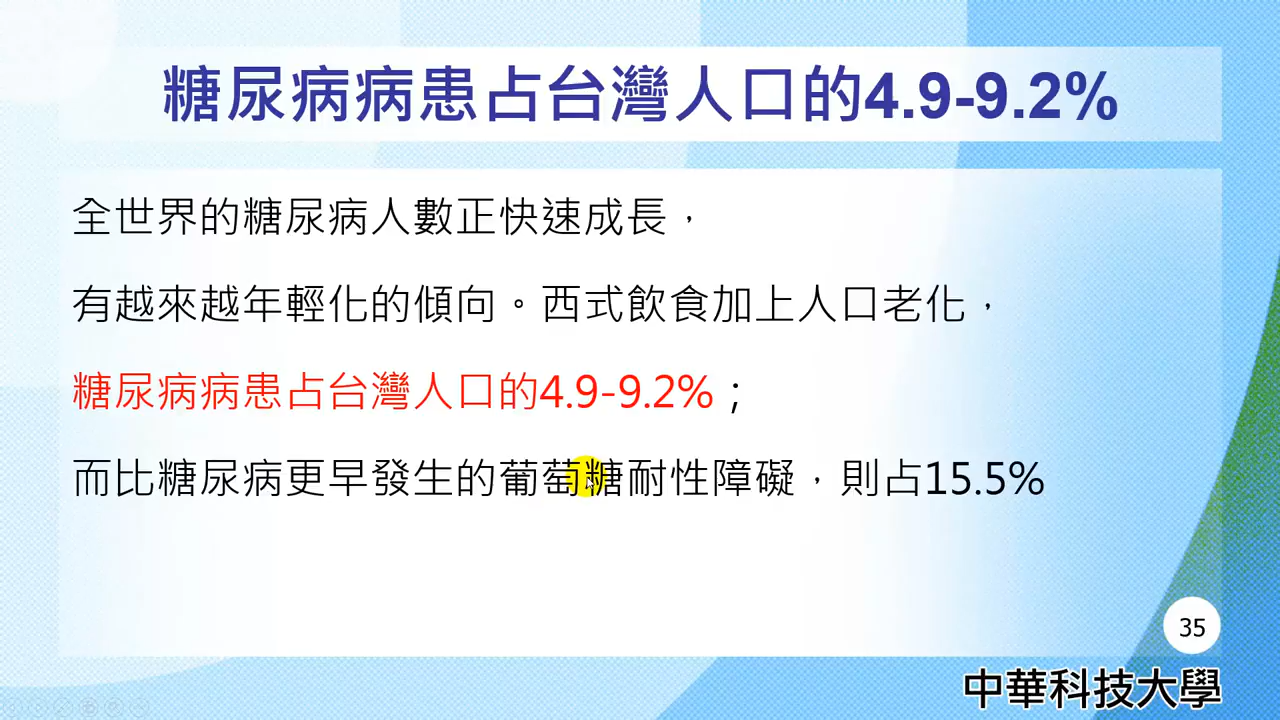 糖尿病病患占台灣人口的4.9-9.2%
全世界的糖尿病人數正快速成長，
有越來越年輕化的傾向。西式飲食加上人口老化，
糖尿病病患占台灣人口的4.9-9.2%；
而比糖尿病更早發生的葡萄糖耐性障礙，則占15.5%
35
中華科技大學